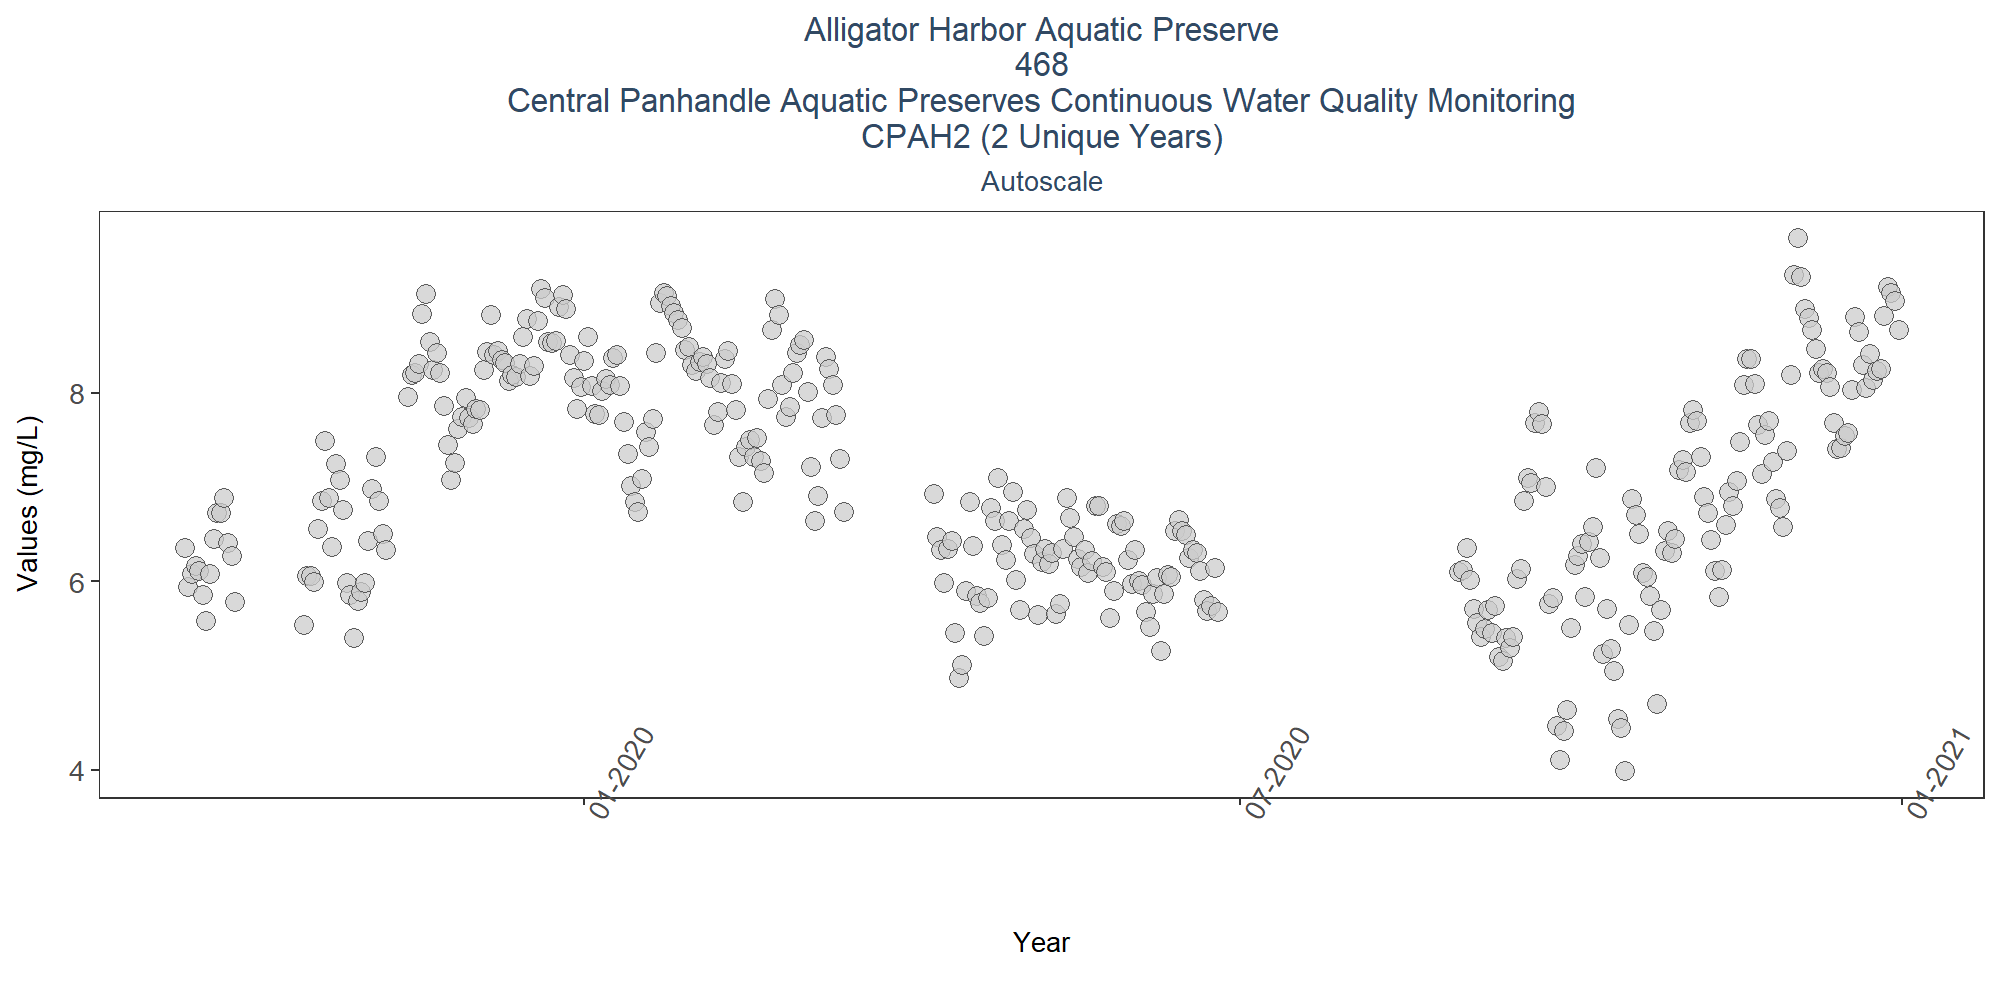 Alligator Harbor Aquatic Preserve
468
Central Panhandle Aquatic Preserves Continuous Water Quality Monitoring
CPAH2 (2 Unique Years)
Autoscale
Values (mg/L)
8
6
4
01-2020
07-2020
01-2021
Year